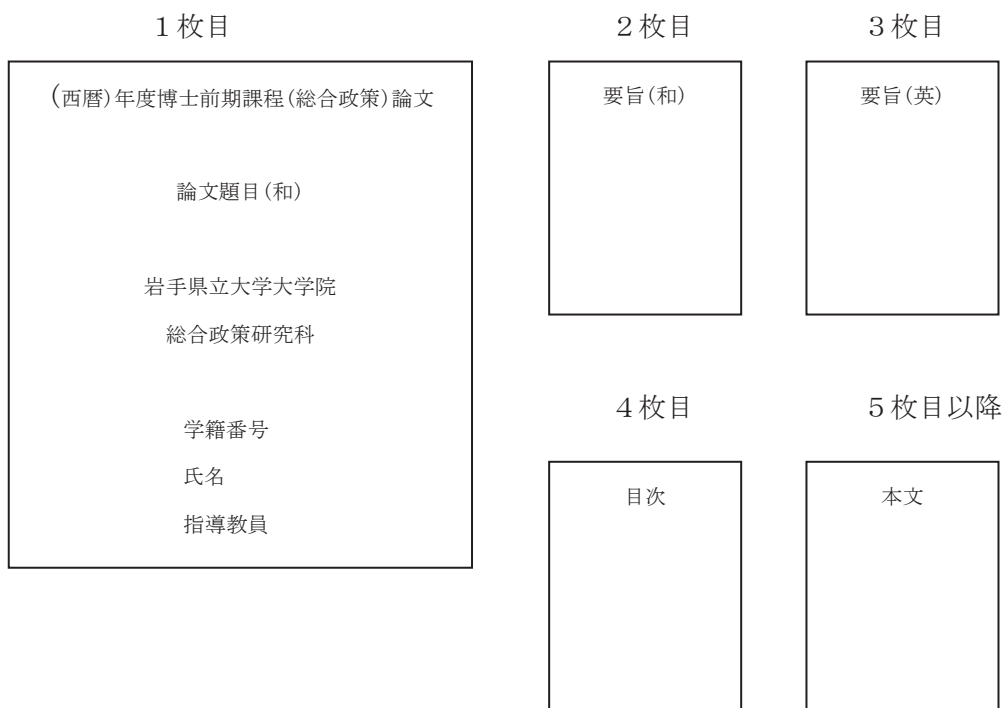 １枚目
(西暦)年度博士前期課程(総合政策)論文
論文題目(和)
岩手県立大学大学院
総合政策研究科
学籍番号
氏名
指導教員
２枚目
要旨(和)
３枚目
要旨(英)
４枚目
目次
５枚目以降
本文